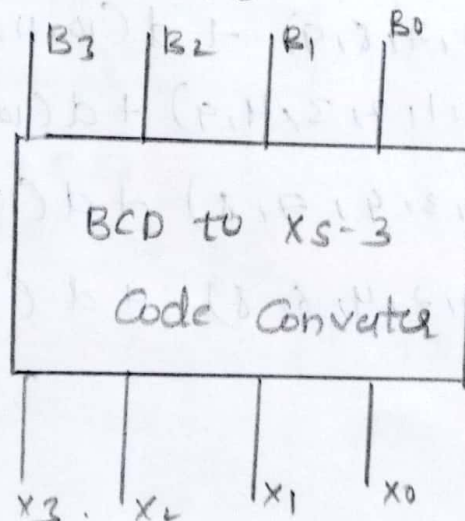 B3 B2 B1 B0
BCD to XS-3
Code Converter
X3. X2 X1 X0